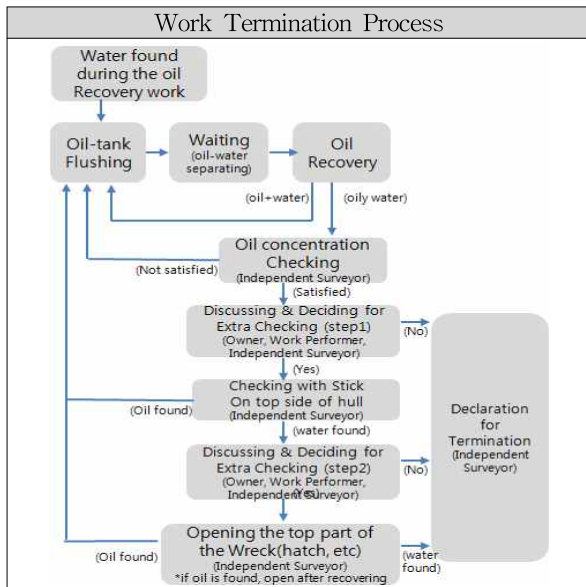 Work Termination Process
Water found
during the oil
Recovery work
Oil-tank
Flushing
Waiting
(oil-water
separating)
Oil
Recovery
(oil+water)
(oily water)
Oil concentration
Checking
(Independent Surveyor)
(Not satisfied)
(Satisfied)
Discussing & Deciding for
Extra Checking (step1)
(Owner, Work Performer,
Independent Surveyor)
(No)
(Yes)
Checking with Stick
On top side of hull
(Independent Surveyor)
(Oil found)
(water found)
Declaration
for
Termination
(Independent
Surveyor)
Discussing & Deciding for
Extra Checking (step2)
(Owner, Work Performer,
Independent Surveyor)
(No)
(Yes)
Opening the top part of
the Wreck(hatch, etc)
(Independent Surveyor)
*if oil is found, open after recovering
(Oil found)
(water
found)